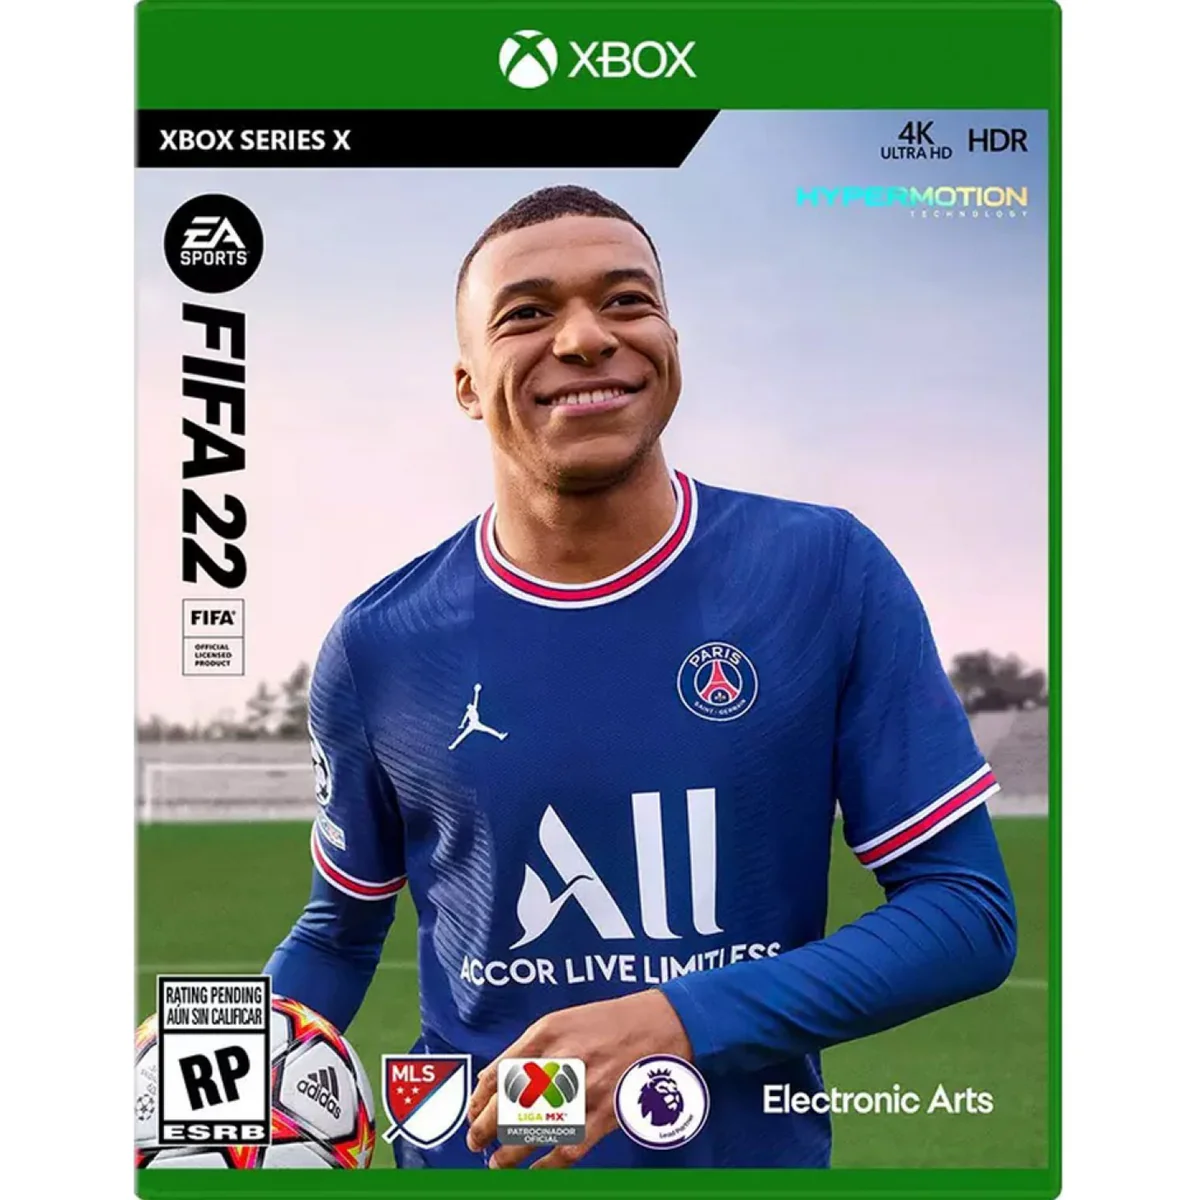 XBOX
XBOX SERIES X
4K
ULTRA HD
HDR
HYPERMOTION
TECHNOLOGY
EA
SPORTS
FIFA 22
FIFA
OFFICIAL
LICENSED
PRODUCT
PARIS
SAINT-GERMAIN
ALL
ACCOR LIVE LIMITLESS
RATING PENDING
AÚN SIN CALIFICAR
RP
ESRB
adidas
MLS
LIGA MX
PATROCINADOR
OFICIAL
Lead Partner
Electronic Arts